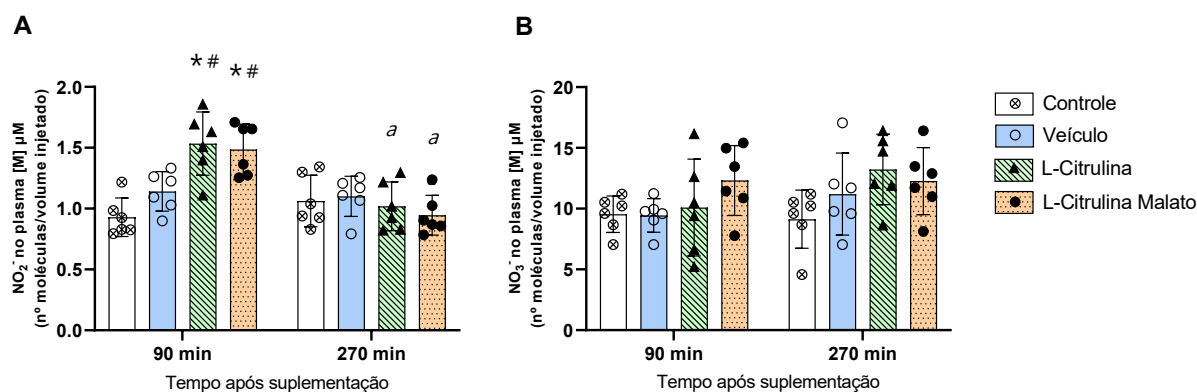 A
NO₂⁻ no plasma [M] µM
(nº moléculas/volume injetado)
2.0
1.5
1.0
0.5
0.0
* #
* #
a
a
90 min
270 min
Tempo após suplementação
B
NO₃⁻ no plasma [M] µM
(nº moléculas/volume injetado)
20
15
10
5
0
90 min
270 min
Tempo após suplementação
Controle
Veículo
L-Citrulina
L-Citrulina Malato